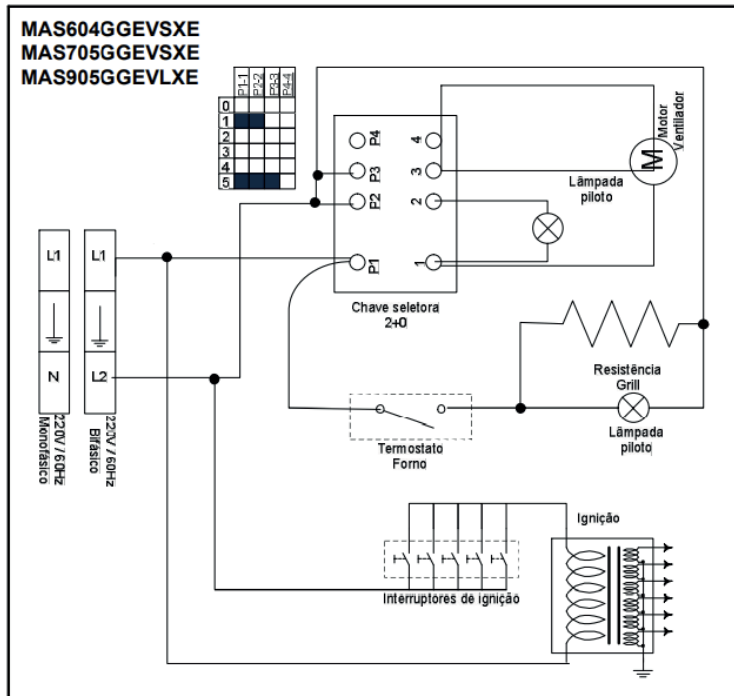 MAS604GGEVSXE
MAS705GGEVSXE
MAS905GGEVLXE
P1-1
P2-2
P3-3
P4-4
0
1
2
3
4
5
P4
P3
P2
P1
4
3
2
1
Chave seletora
2+0
M
Motor
Ventilador
Lâmpada
piloto
L1
N
220V / 60Hz
Monofásico
L1
L2
220V / 60Hz
Bifásico
Resistência
Grill
Lâmpada
piloto
Termostato
Forno
Interruptores de ignição
Ignição